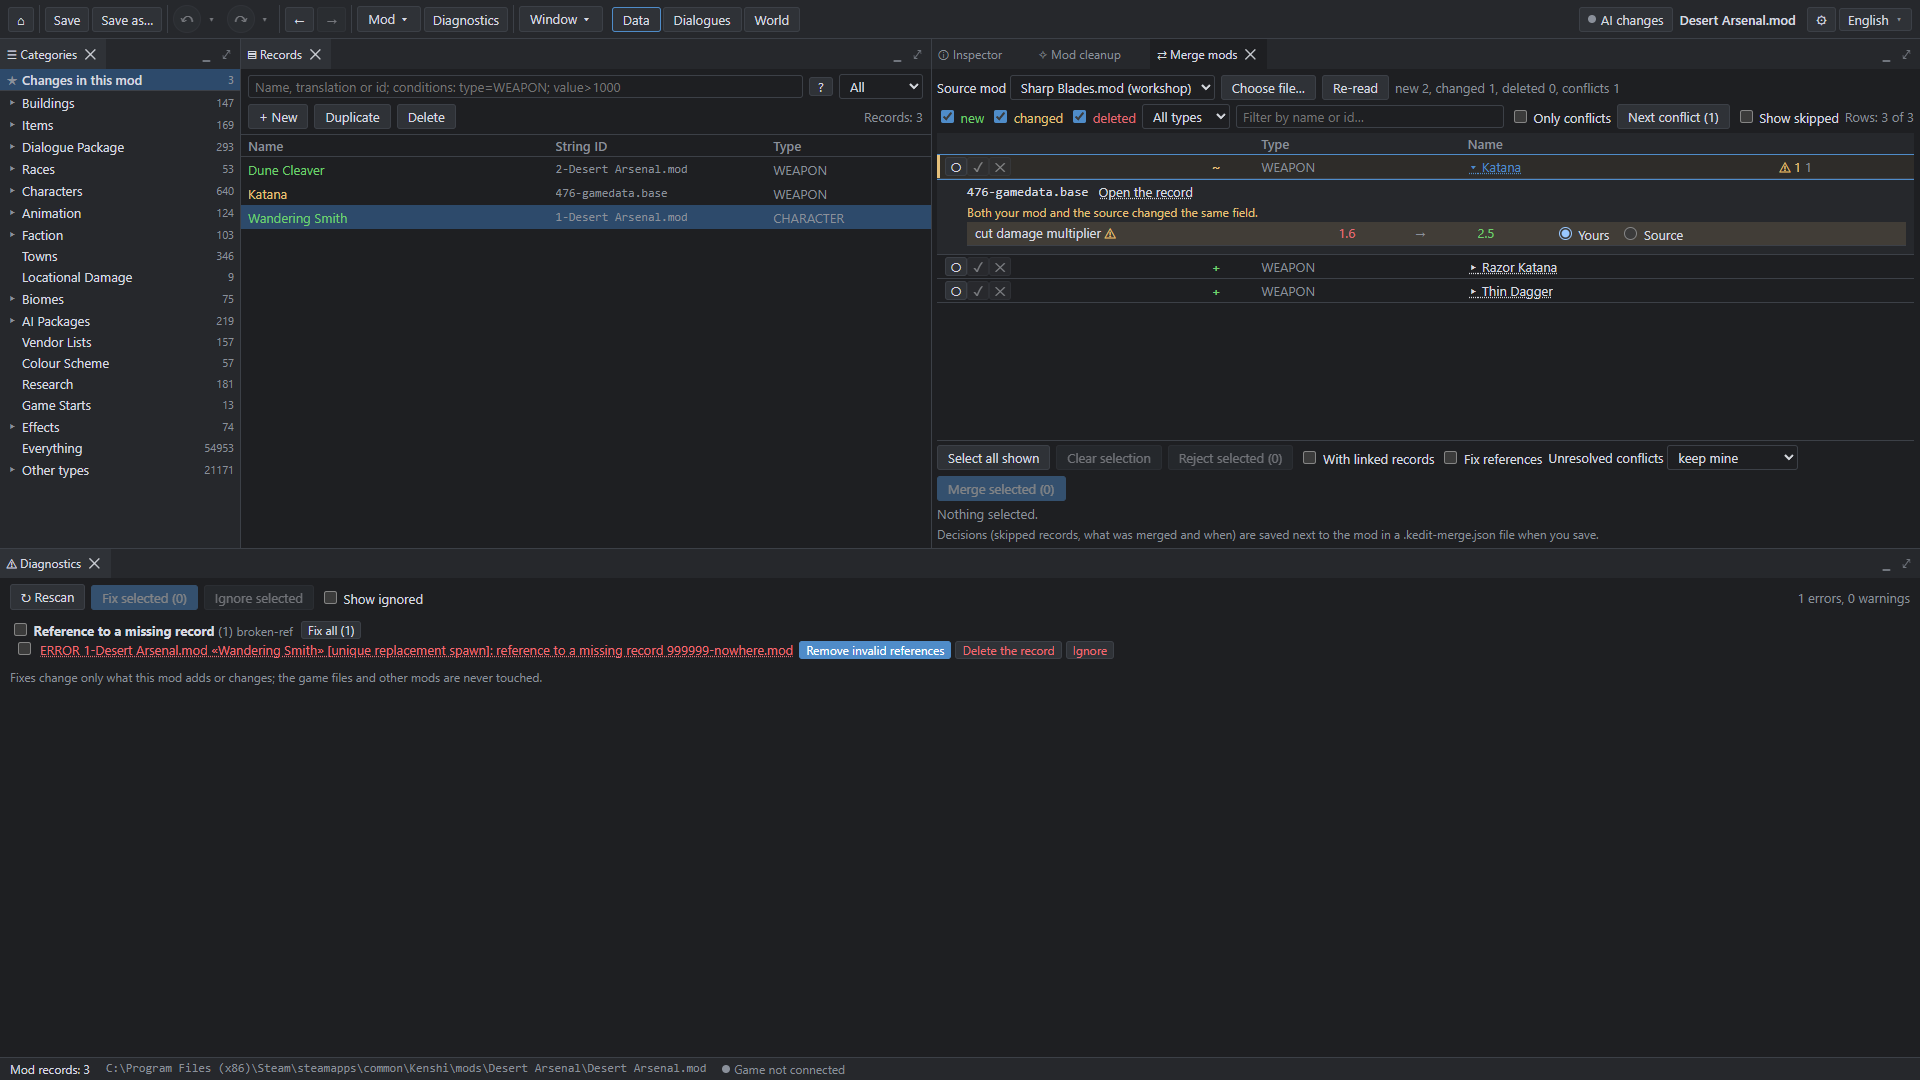 Save Save as... Mod Diagnostics Window Data Dialogues World AI changes Desert Arsenal.mod English
Categories
Changes in this mod 3
Buildings 147
Items 169
Dialogue Package 293
Races 53
Characters 640
Animation 124
Faction 103
Towns 346
Locational Damage 9
Biomes 75
AI Packages 219
Vendor Lists 157
Colour Scheme 57
Research 181
Game Starts 13
Effects 74
Everything 54953
Other types 21171
Records
Name, translation or id; conditions: type=WEAPON; value>1000 ? All
+ New Duplicate Delete Records: 3
Name String ID Type
Dune Cleaver 2-Desert Arsenal.mod WEAPON
Katana 476-gamedata.base WEAPON
Wandering Smith 1-Desert Arsenal.mod CHARACTER
Inspector Mod cleanup Merge mods
Source mod Sharp Blades.mod (workshop) Choose file... Re-read new 2, changed 1, deleted 0, conflicts 1
new changed deleted All types Filter by name or id... Only conflicts Next conflict (1) Show skipped Rows: 3 of 3
Type Name
~ WEAPON Katana 1 1
476-gamedata.base Open the record
Both your mod and the source changed the same field.
cut damage multiplier 1.6 → 2.5 Yours Source
+ WEAPON Razor Katana
+ WEAPON Thin Dagger
Select all shown Clear selection Reject selected (0) With linked records Fix references Unresolved conflicts keep mine
Merge selected (0)
Nothing selected.
Decisions (skipped records, what was merged and when) are saved next to the mod in a .kedit-merge.json file when you save.
Diagnostics
Rescan Fix selected (0) Ignore selected Show ignored 1 errors, 0 warnings
Reference to a missing record (1) broken-ref Fix all (1)
ERROR 1-Desert Arsenal.mod «Wandering Smith» [unique replacement spawn]: reference to a missing record 999999-nowhere.mod Remove invalid references Delete the record Ignore
Fixes change only what this mod adds or changes; the game files and other mods are never touched.
Mod records: 3 C:\Program Files (x86)\Steam\steamapps\common\Kenshi\mods\Desert Arsenal\Desert Arsenal.mod Game not connected